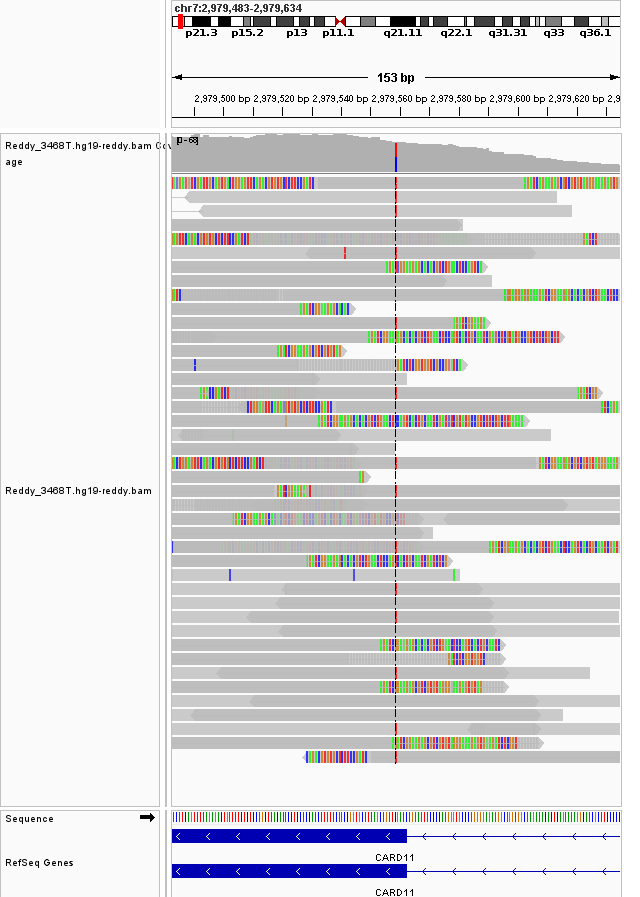 chr7:2,979,483-2,979,634
p21.3 p15.2 p13 p11.1 q21.11 q22.1 q31.31 q33 q36.1
153 bp
2,979,500 bp 2,979,520 bp 2,979,540 bp 2,979,560 bp 2,979,580 bp 2,979,600 bp 2,979,620 bp 2,9
Reddy_3468T.hg19-reddy.bam Cov
age
Reddy_3468T.hg19-reddy.bam
Sequence
CARD11
RefSeq Genes
CARD11